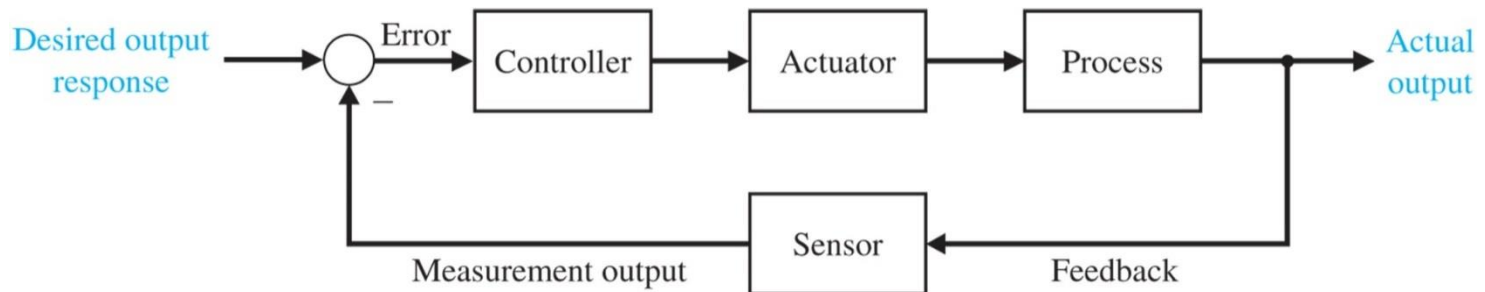 Desired output
response
Error
Controller
Actuator
Process
Actual
output
−
Sensor
Measurement output
Feedback